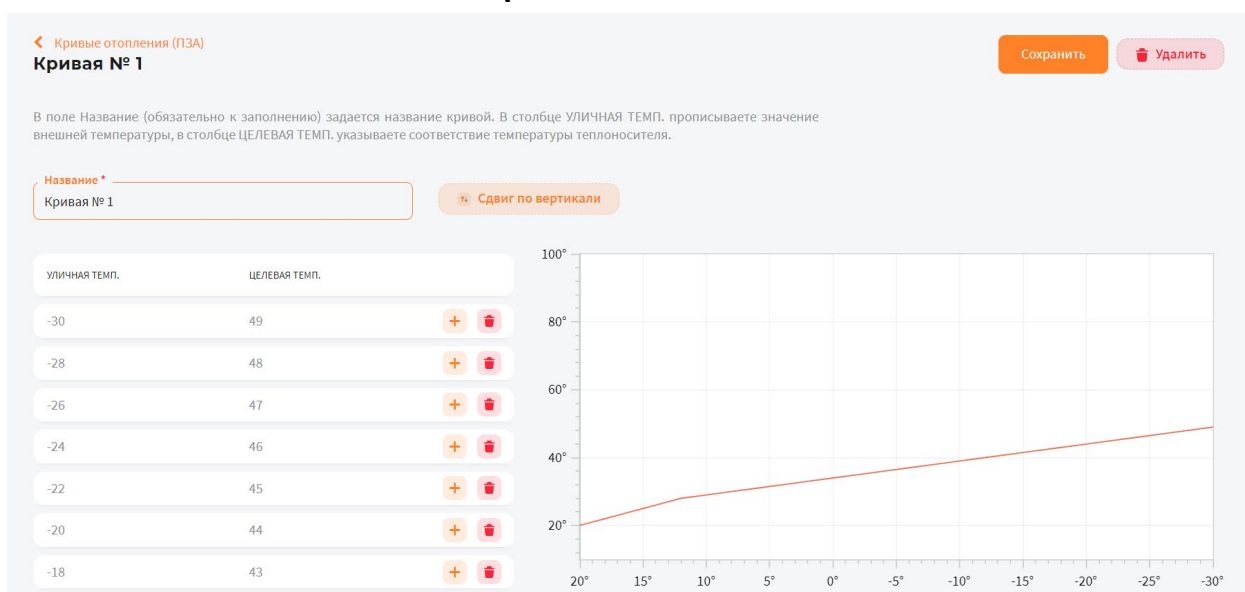 Кривые отопления (ПЗА)
Кривая № 1
Сохранить
Удалить
В поле Название (обязательно к заполнению) задается название кривой. В столбце УЛИЧНАЯ ТЕМП. прописываете значение
внешней температуры, в столбце ЦЕЛЕВАЯ ТЕМП. указываете соответствие температуры теплоносителя.
Название *
Кривая № 1
Сдвиг по вертикали
УЛИЧНАЯ ТЕМП. ЦЕЛЕВАЯ ТЕМП.
-30 49
-28 48
-26 47
-24 46
-22 45
-20 44
-18 43
100°
80°
60°
40°
20°
20° 15° 10° 5° 0° -5° -10° -15° -20° -25° -30°